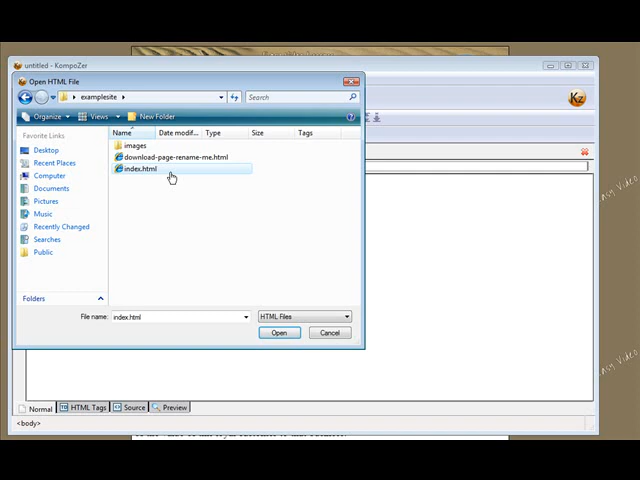 untitled - KompoZer
Open HTML File
examplesite
Search
Organize
Views
New Folder
Favorite Links
Name
Date modif...
Type
Size
Tags
Desktop
Recent Places
Computer
Documents
Pictures
Music
Recently Changed
Searches
Public
images
download-page-rename-me.html
index.html
Folders
File name:
index.html
HTML Files
Open
Cancel
Kz
Normal
HTML Tags
Source
Preview
<body>